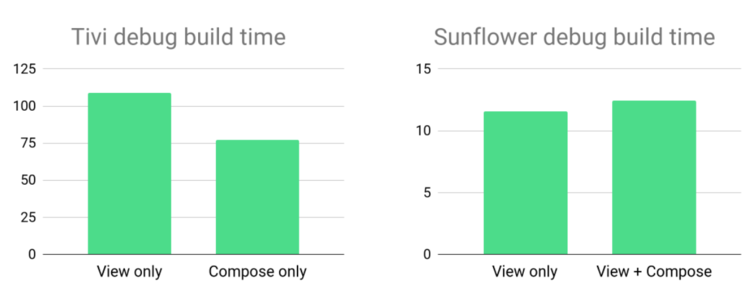 Tivi debug build time
125
100
75
50
25
0
View only
Compose only
Sunflower debug build time
15
10
5
0
View only
View + Compose